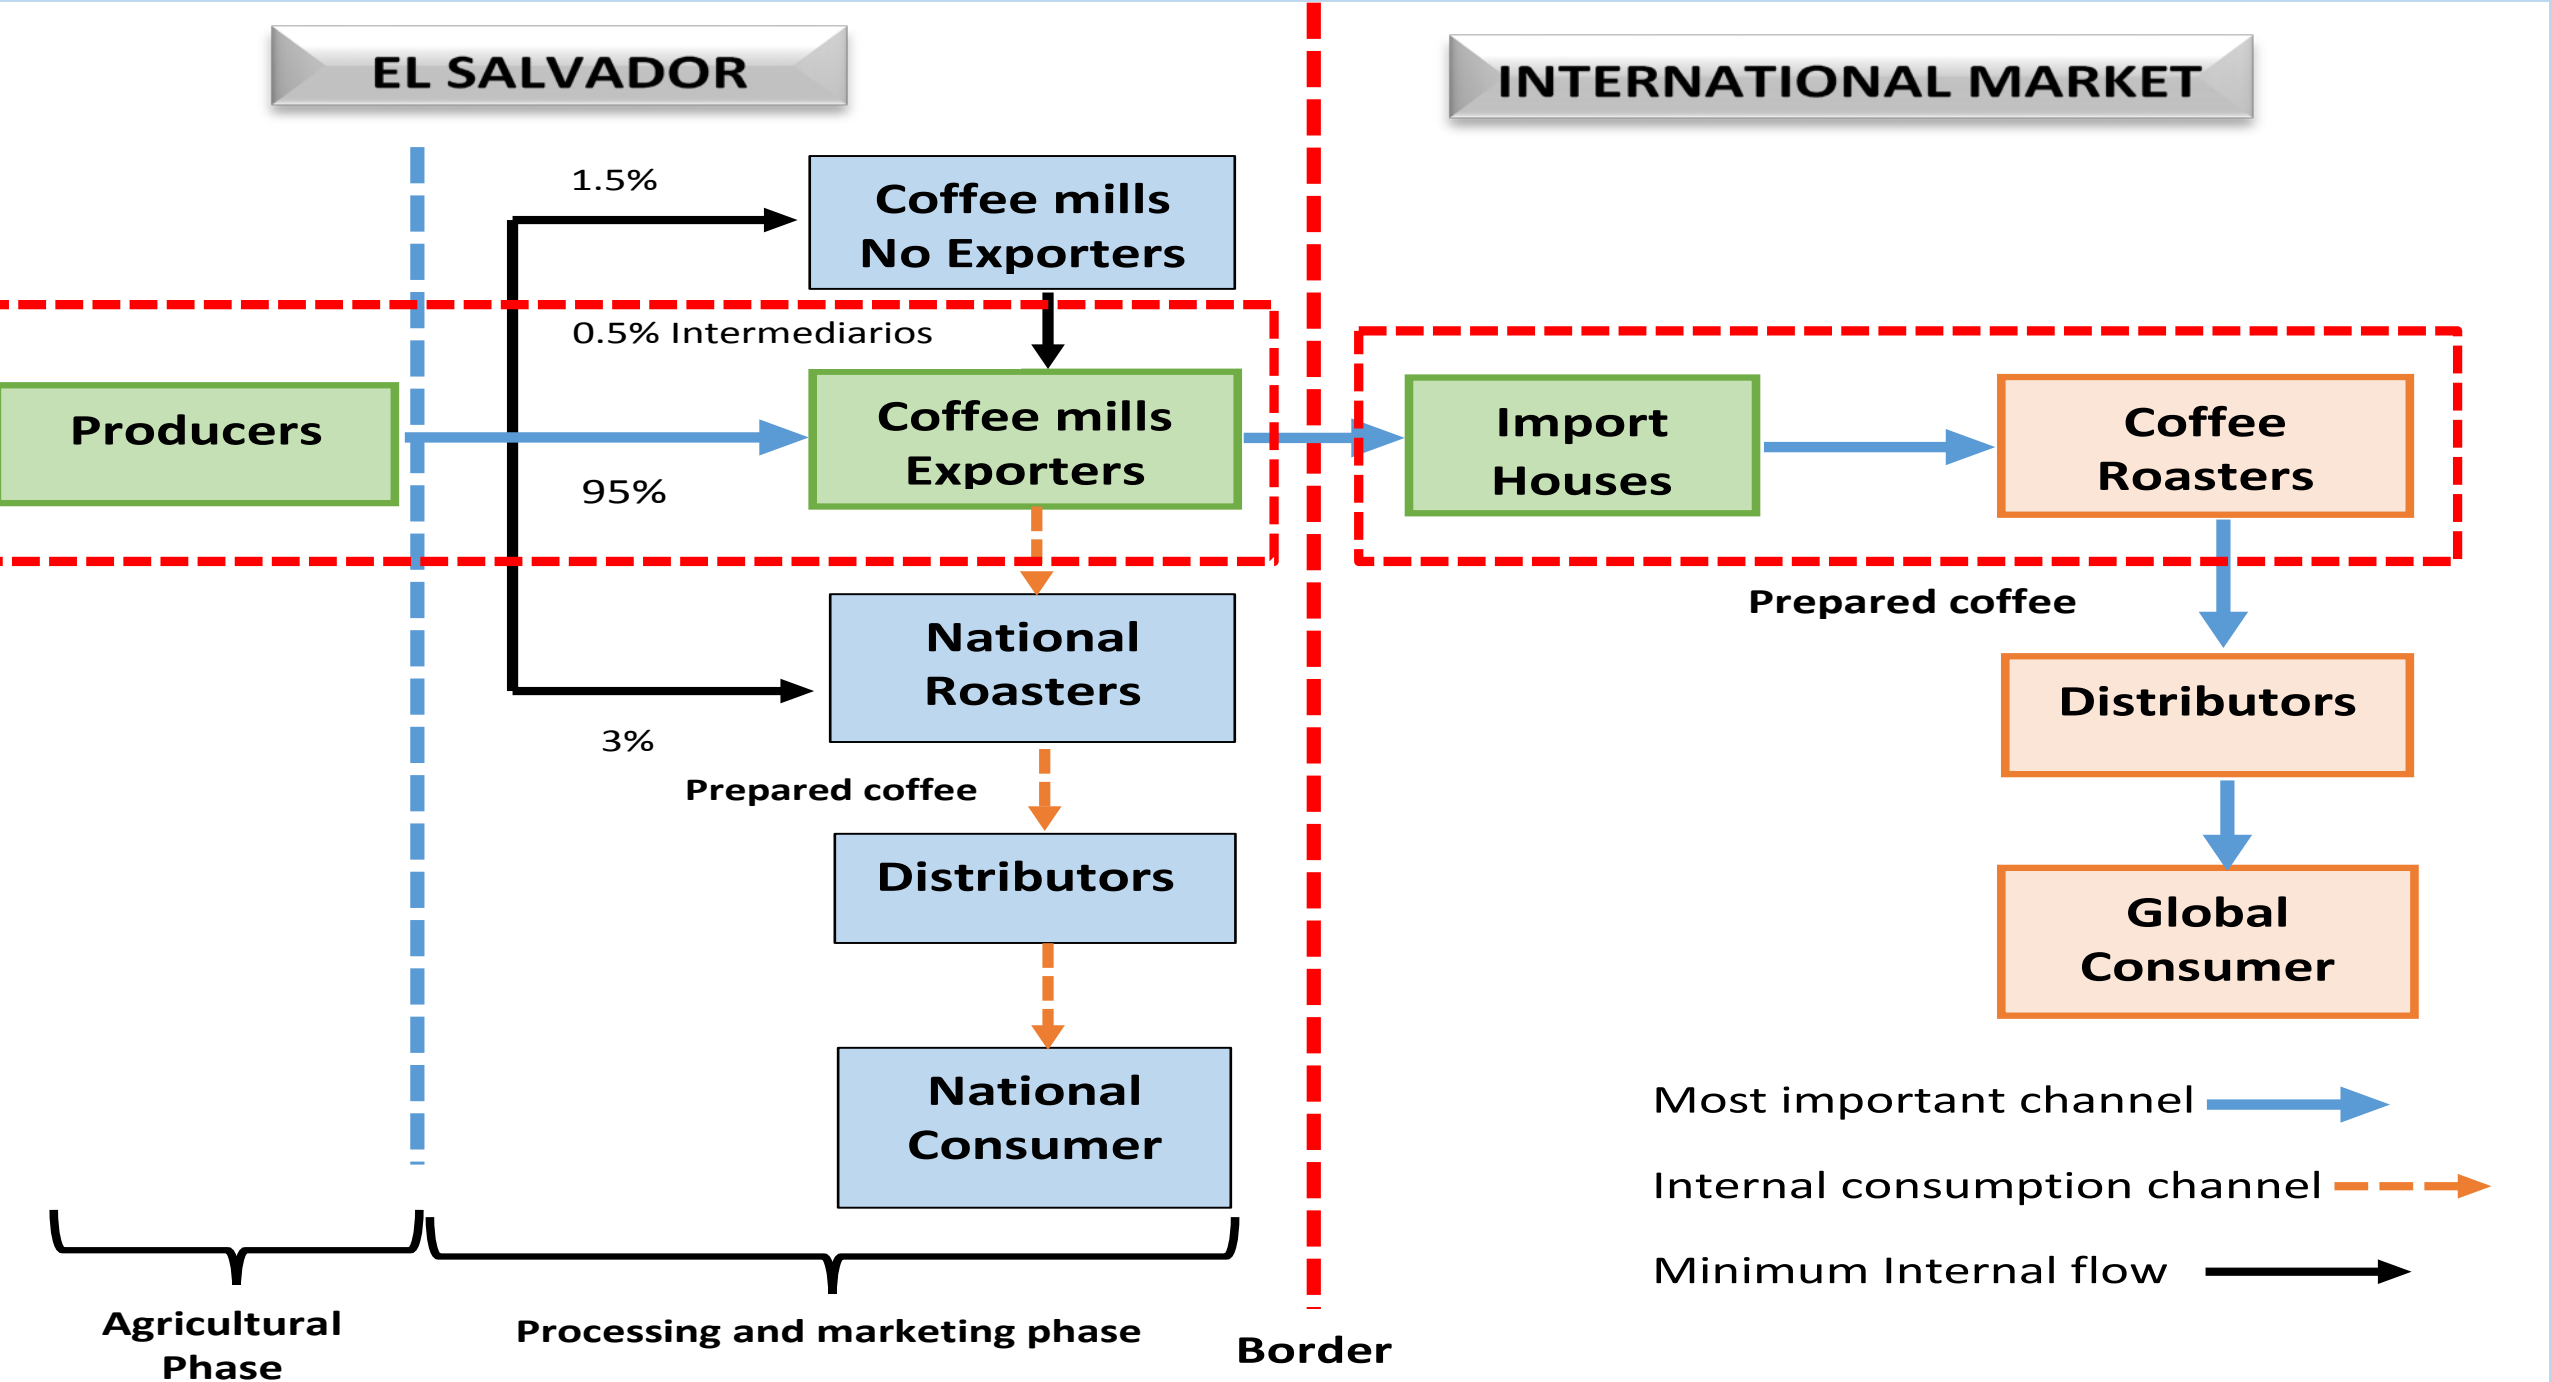 EL SALVADOR
INTERNATIONAL MARKET
1.5%
Coffee mills
No Exporters
0.5% Intermediarios
Producers
Coffee mills
Exporters
95%
Import
Houses
Coffee
Roasters
Prepared coffee
National
Roasters
3%
Prepared coffee
Distributors
Distributors
Global
Consumer
National
Consumer
Most important channel
Internal consumption channel
Minimum Internal flow
Agricultural
Phase
Processing and marketing phase
Border